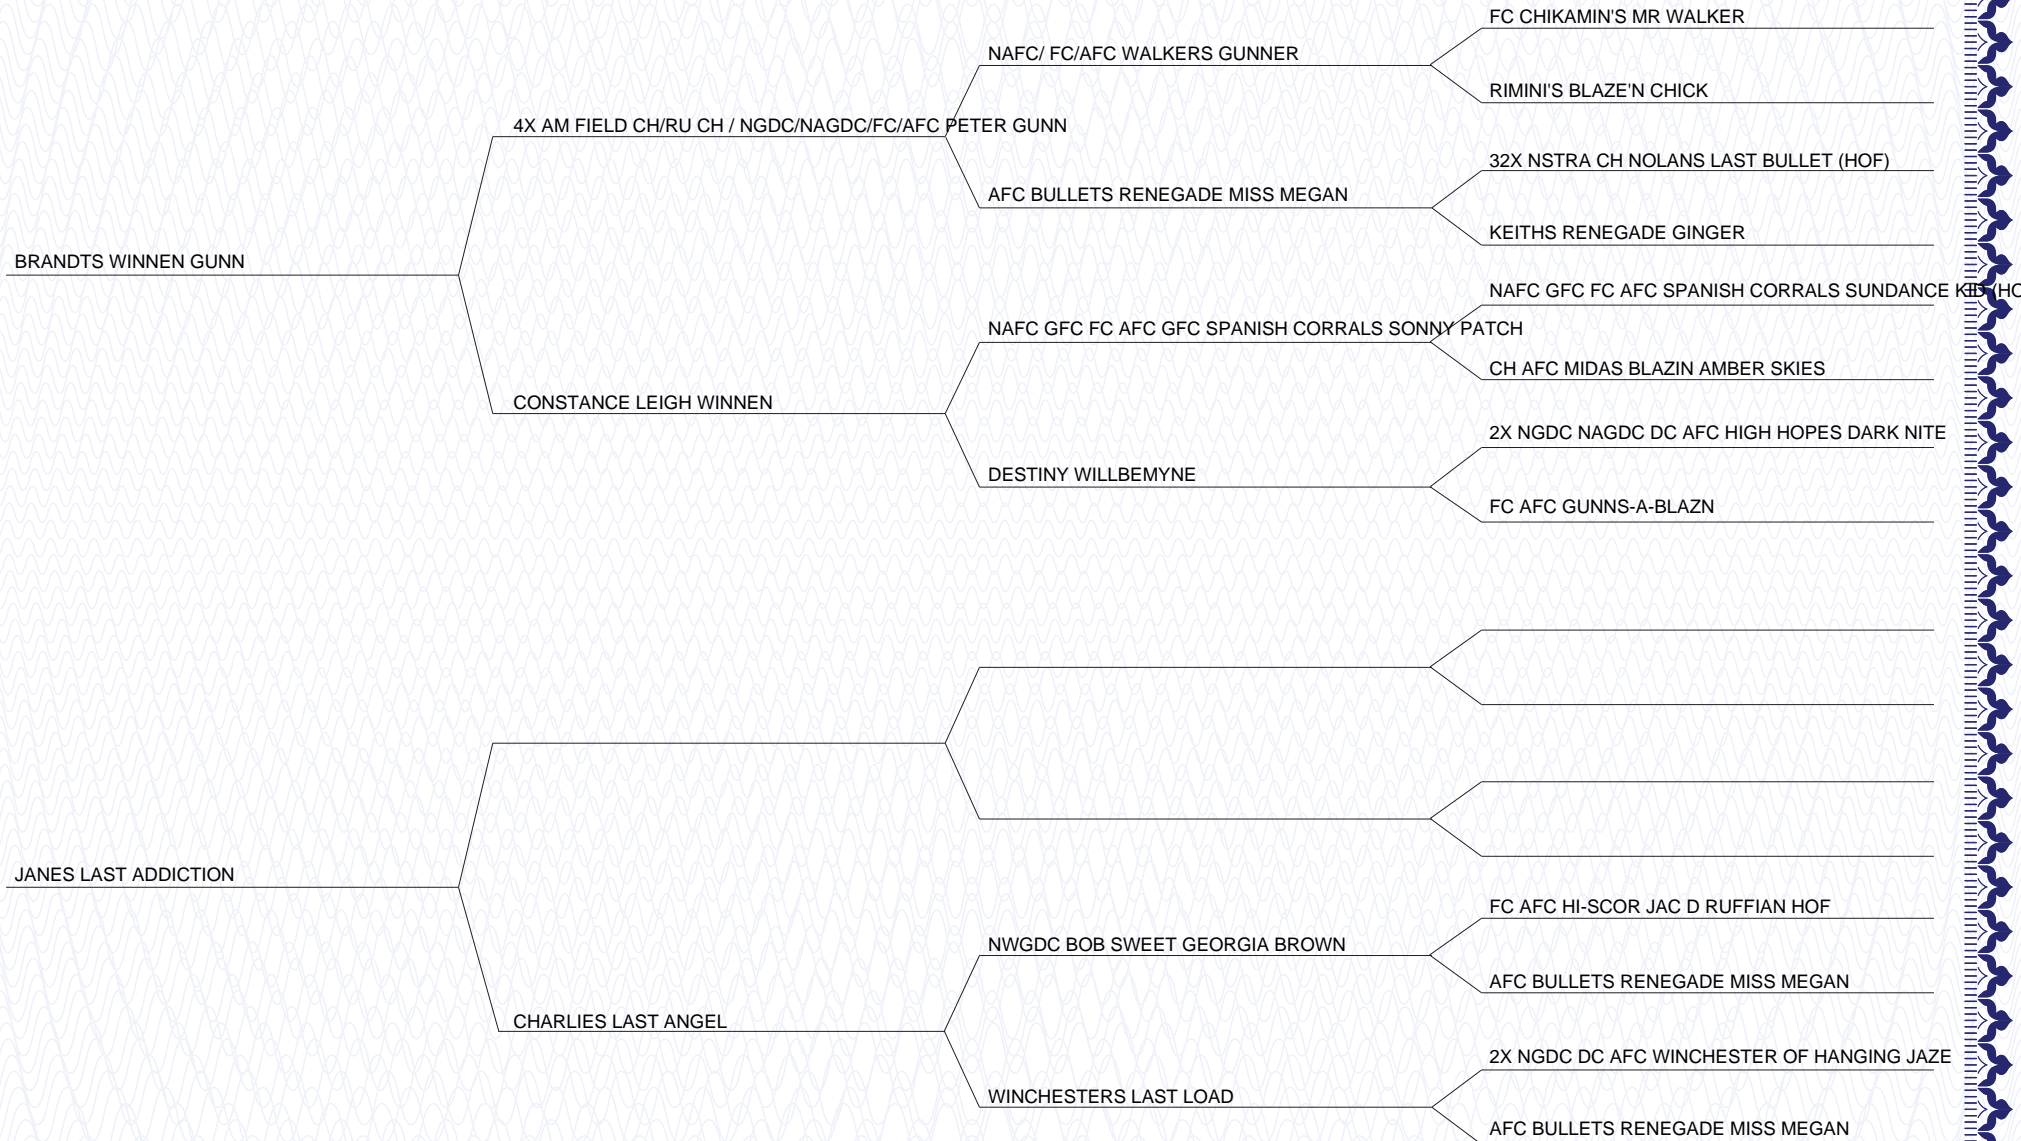 FC CHIKAMIN'S MR WALKER
NAFC/ FC/AFC WALKERS GUNNER
RIMINI'S BLAZE'N CHICK
4X AM FIELD CH/RU CH / NGDC/NAGDC/FC/AFC PETER GUNN
32X NSTRA CH NOLANS LAST BULLET (HOF)
AFC BULLETS RENEGADE MISS MEGAN
KEITHS RENEGADE GINGER
BRANDTS WINNEN GUNN
NAFC GFC FC AFC SPANISH CORRALS SUNDANCE KID (HO
NAFC GFC FC AFC GFC SPANISH CORRALS SONNY PATCH
CH AFC MIDAS BLAZIN AMBER SKIES
CONSTANCE LEIGH WINNEN
2X NGDC NAGDC DC AFC HIGH HOPES DARK NITE
DESTINY WILLBEMYNE
FC AFC GUNNS-A-BLAZN
JANES LAST ADDICTION
FC AFC HI-SCOR JAC D RUFFIAN HOF
NWGDC BOB SWEET GEORGIA BROWN
AFC BULLETS RENEGADE MISS MEGAN
CHARLIES LAST ANGEL
2X NGDC DC AFC WINCHESTER OF HANGING JAZE
WINCHESTERS LAST LOAD
AFC BULLETS RENEGADE MISS MEGAN